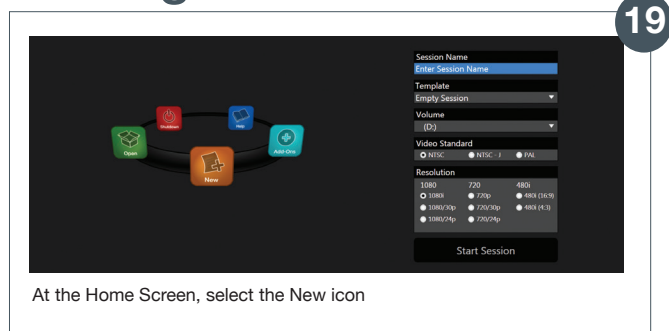 19
Session Name
Enter Session Name
Template
Empty Session
Volume
(D:)
Video Standard
NTSC NTSC - J PAL
Resolution
1080 720 480i
1080i 720p 480i (16:9)
1080/30p 720/30p 480i (4:3)
1080/24p 720/24p
Start Session
Shutdown
Help
Open
Add-Ons
New
At the Home Screen, select the New icon